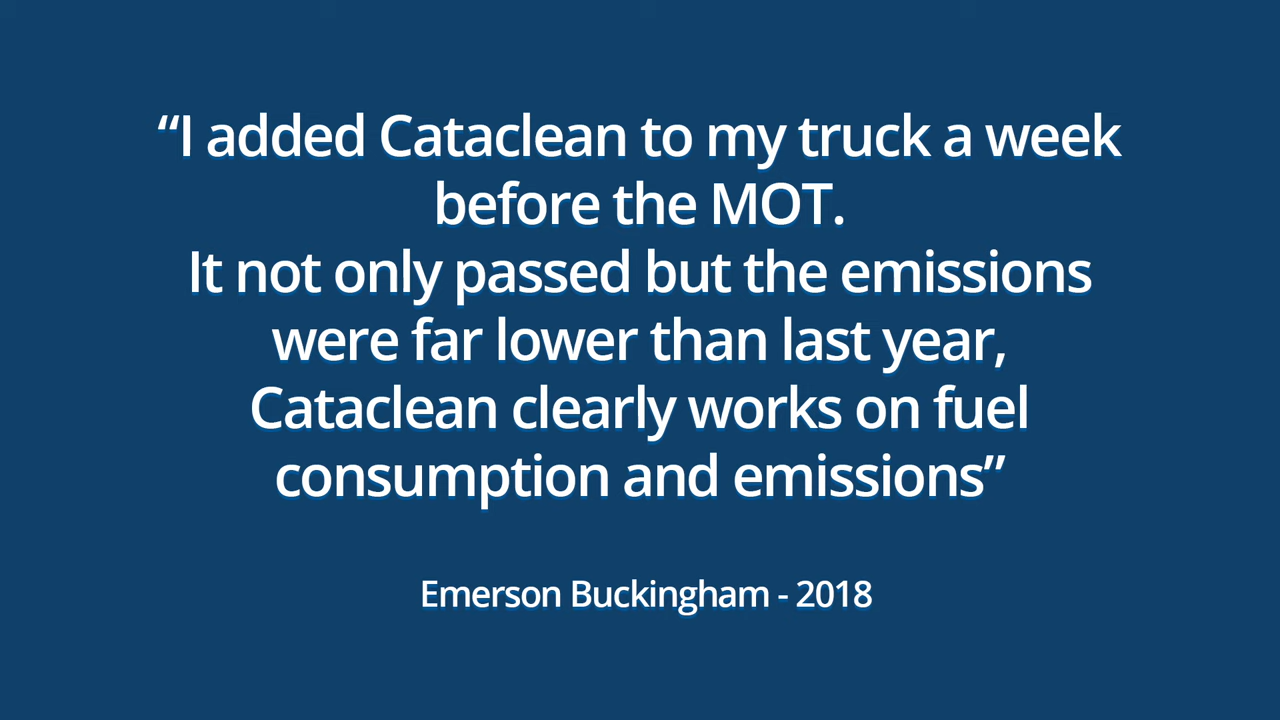 “I added Cataclean to my truck a week
before the MOT.
It not only passed but the emissions
were far lower than last year,
Cataclean clearly works on fuel
consumption and emissions”
Emerson Buckingham - 2018